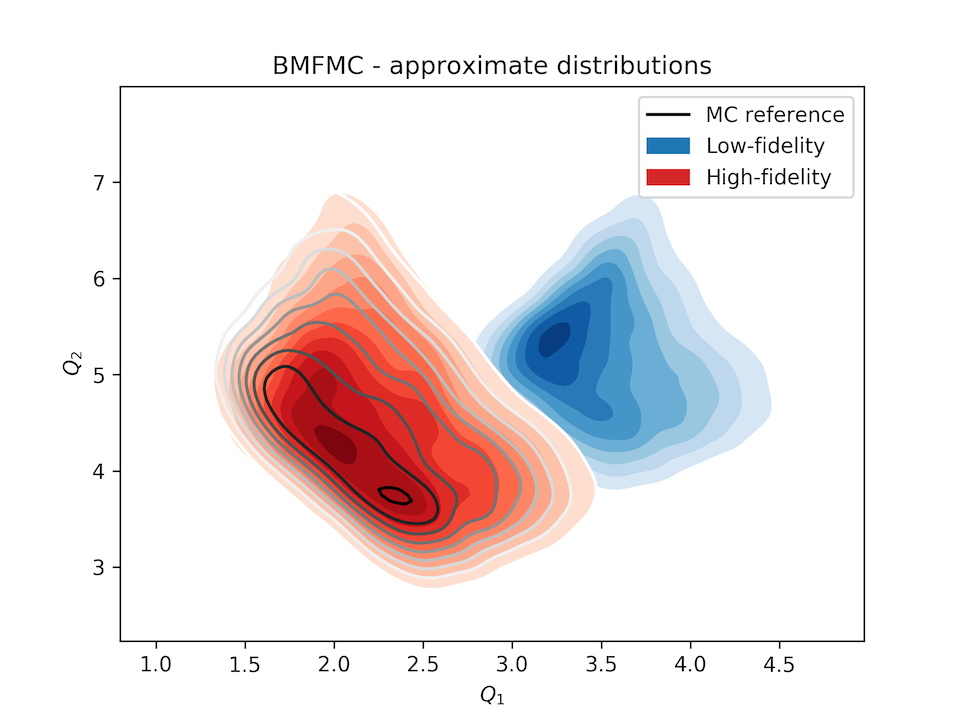 BMFMC - approximate distributions
MC reference
Low-fidelity
High-fidelity
7
6
5
4
3
Q₂
1.0 1.5 2.0 2.5 3.0 3.5 4.0 4.5
Q₁